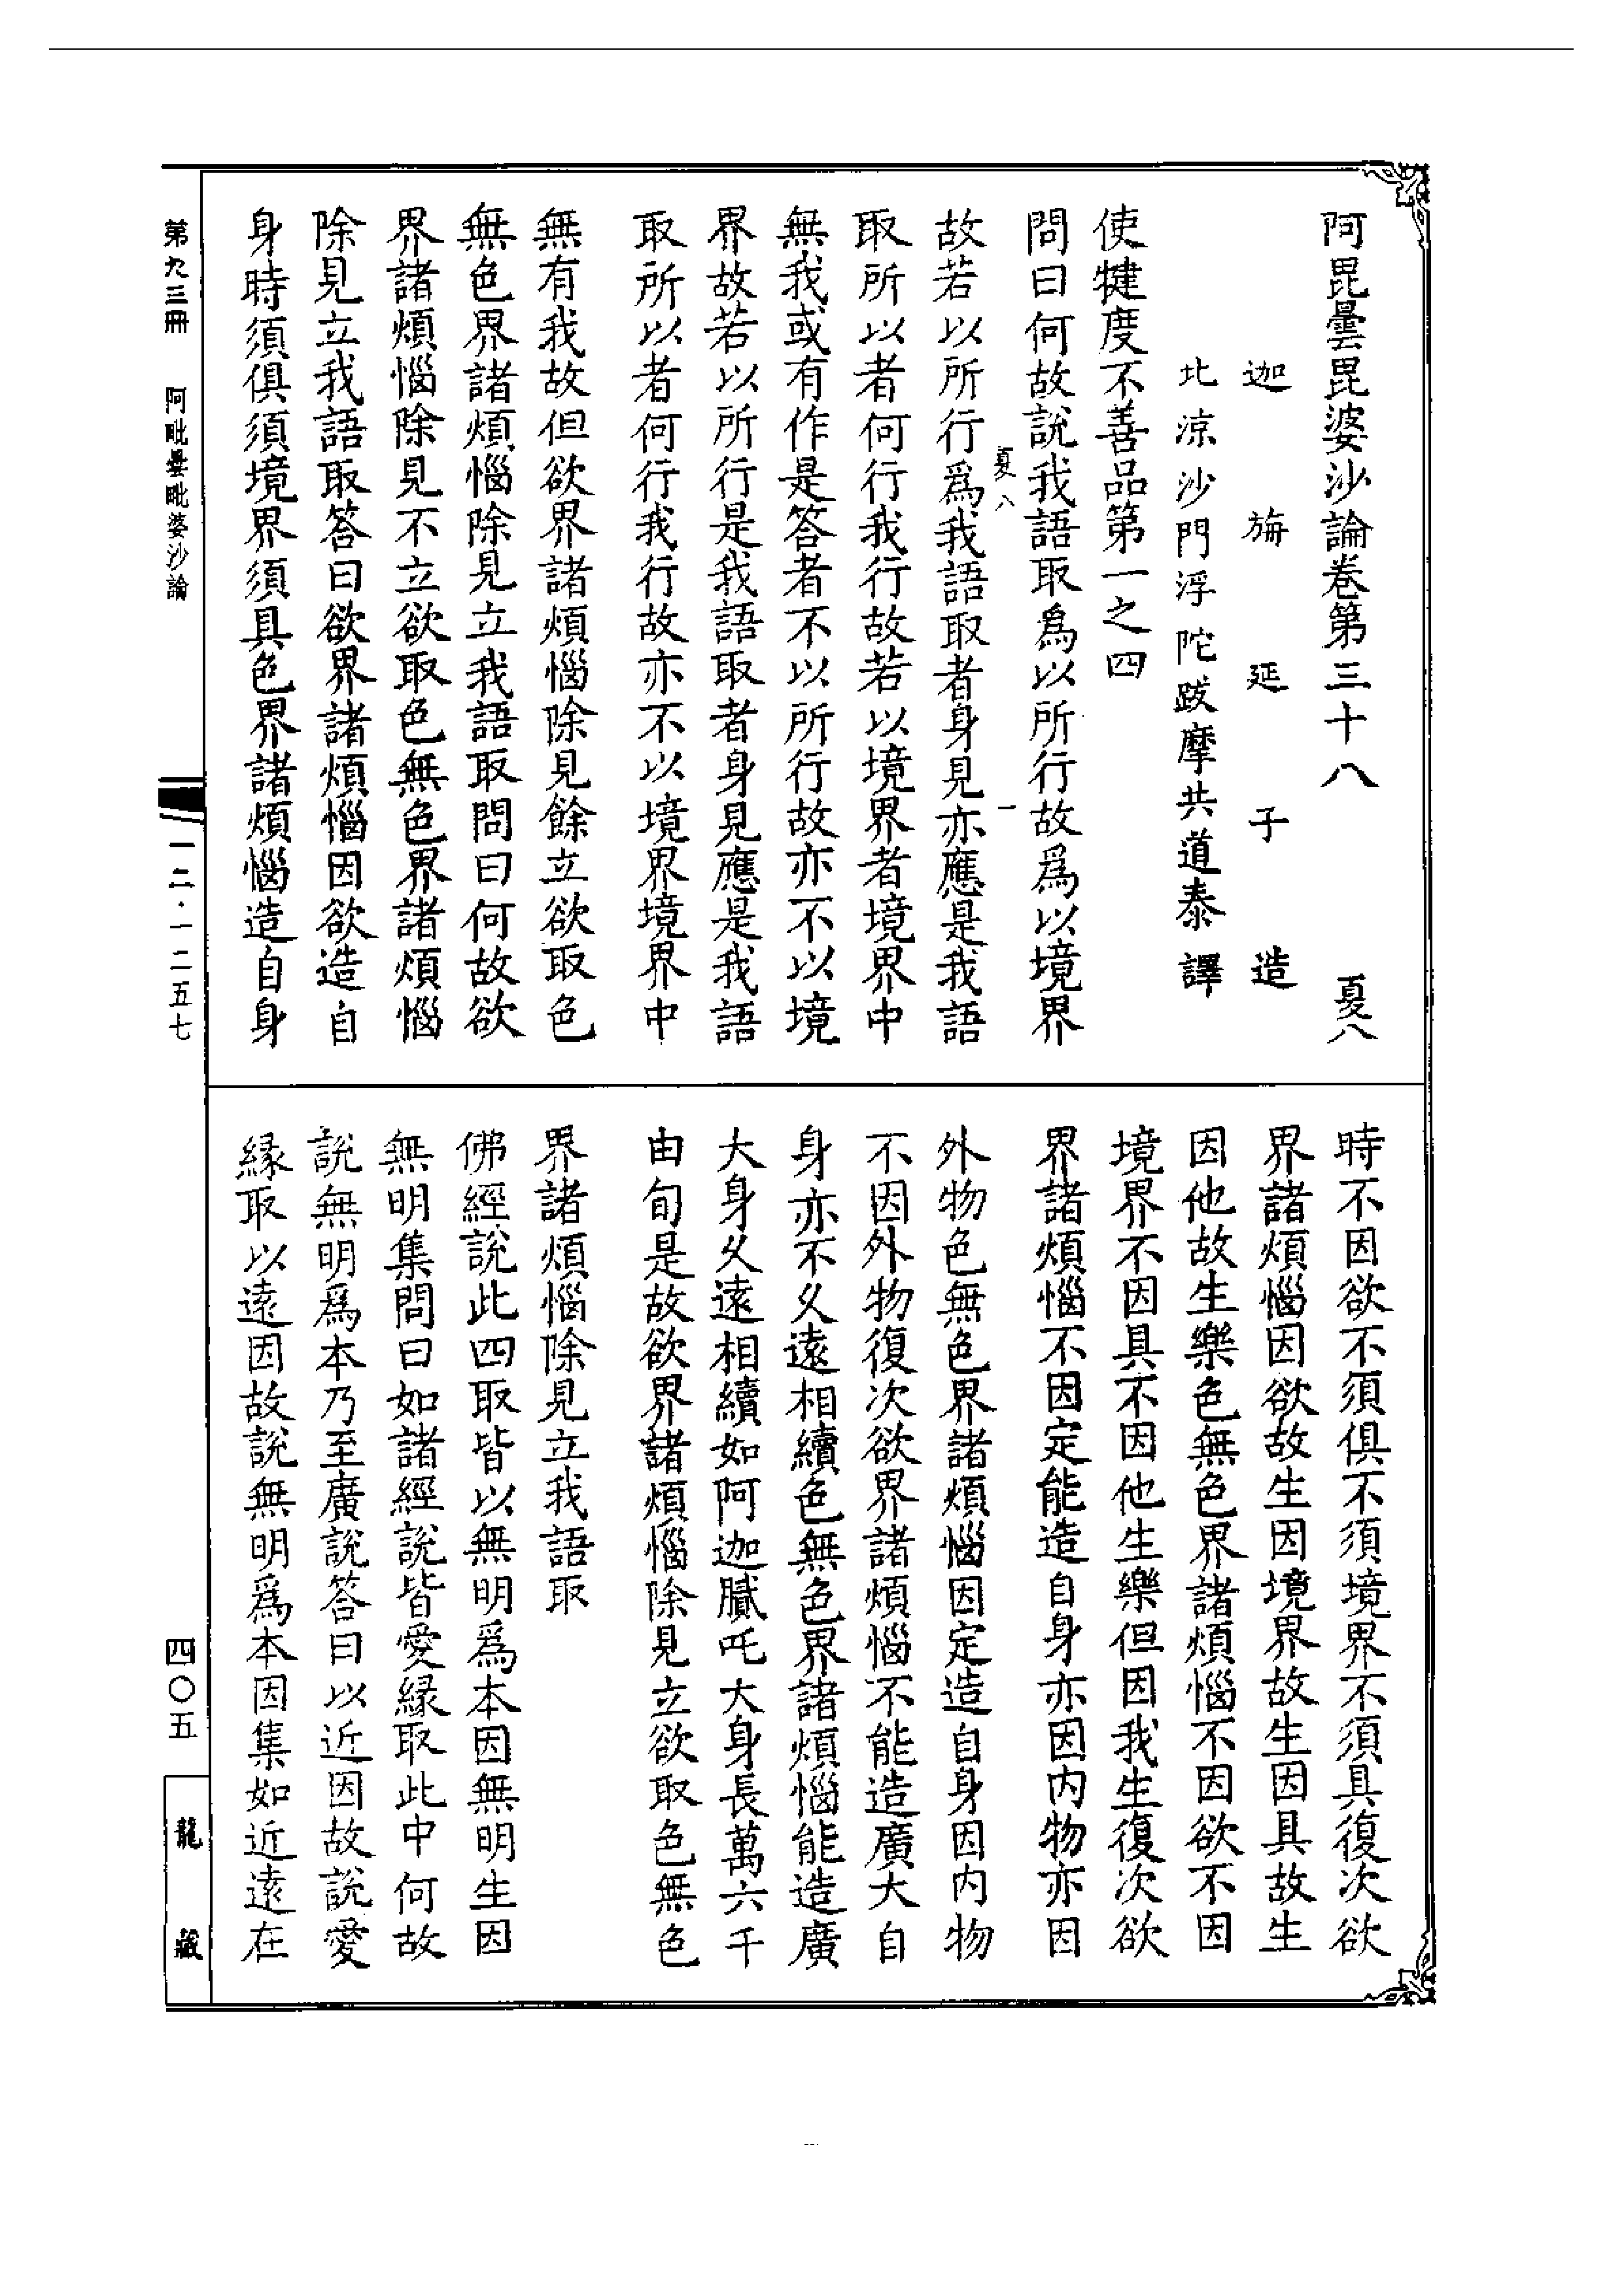 阿毘曇毘婆沙論卷第三十八　夏八
迦旃延子造
北涼沙門浮陀跋摩共道泰譯
使犍度不善品第一之四
問曰何故說我語取爲以所行故爲以境界
夏八　一
故若以所行爲我語取者身見亦應是我語
取所以者何行我行故若以境界者境界中
無我或有作是答者不以所行故亦不以境
界故若以所行是我語取者身見應是我語
取所以者何行我行故亦不以境界境界中
無有我故但欲界諸煩惱除見餘立欲取色
無色界諸煩惱除見立我語取問曰何故欲
界諸煩惱除見不立欲取色無色界諸煩惱
除見立我語取答曰欲界諸煩惱因欲造自
身時須俱須境界須具色界諸煩惱造自身
時不因欲不須俱不須境界不須具復次欲
界諸煩惱因欲故生因境界故生因具故生
因他故生樂色無色界諸煩惱不因欲不因
境界不因具不因他生樂但因我生復次欲
界諸煩惱不因定能造自身亦因内物亦因
外物色無色界諸煩惱因定造自身因内物
不因外物復次欲界諸煩惱不能造廣大自
身亦不久遠相續色無色界諸煩惱能造廣
大身久遠相續如阿迦膩吒大身長萬六千
由旬是故欲界諸煩惱除見立欲取色無色
界諸煩惱除見立我語取
佛經說此四取皆以無明爲本因無明生因
無明集問曰如諸經說皆愛緣取此中何故
說無明爲本乃至廣說答曰以近因故說愛
緣取以遠因故說無明爲本因集如近遠在
第九三冊　阿毗曇毗婆沙論
一二·一二五七
四〇五
龍藏